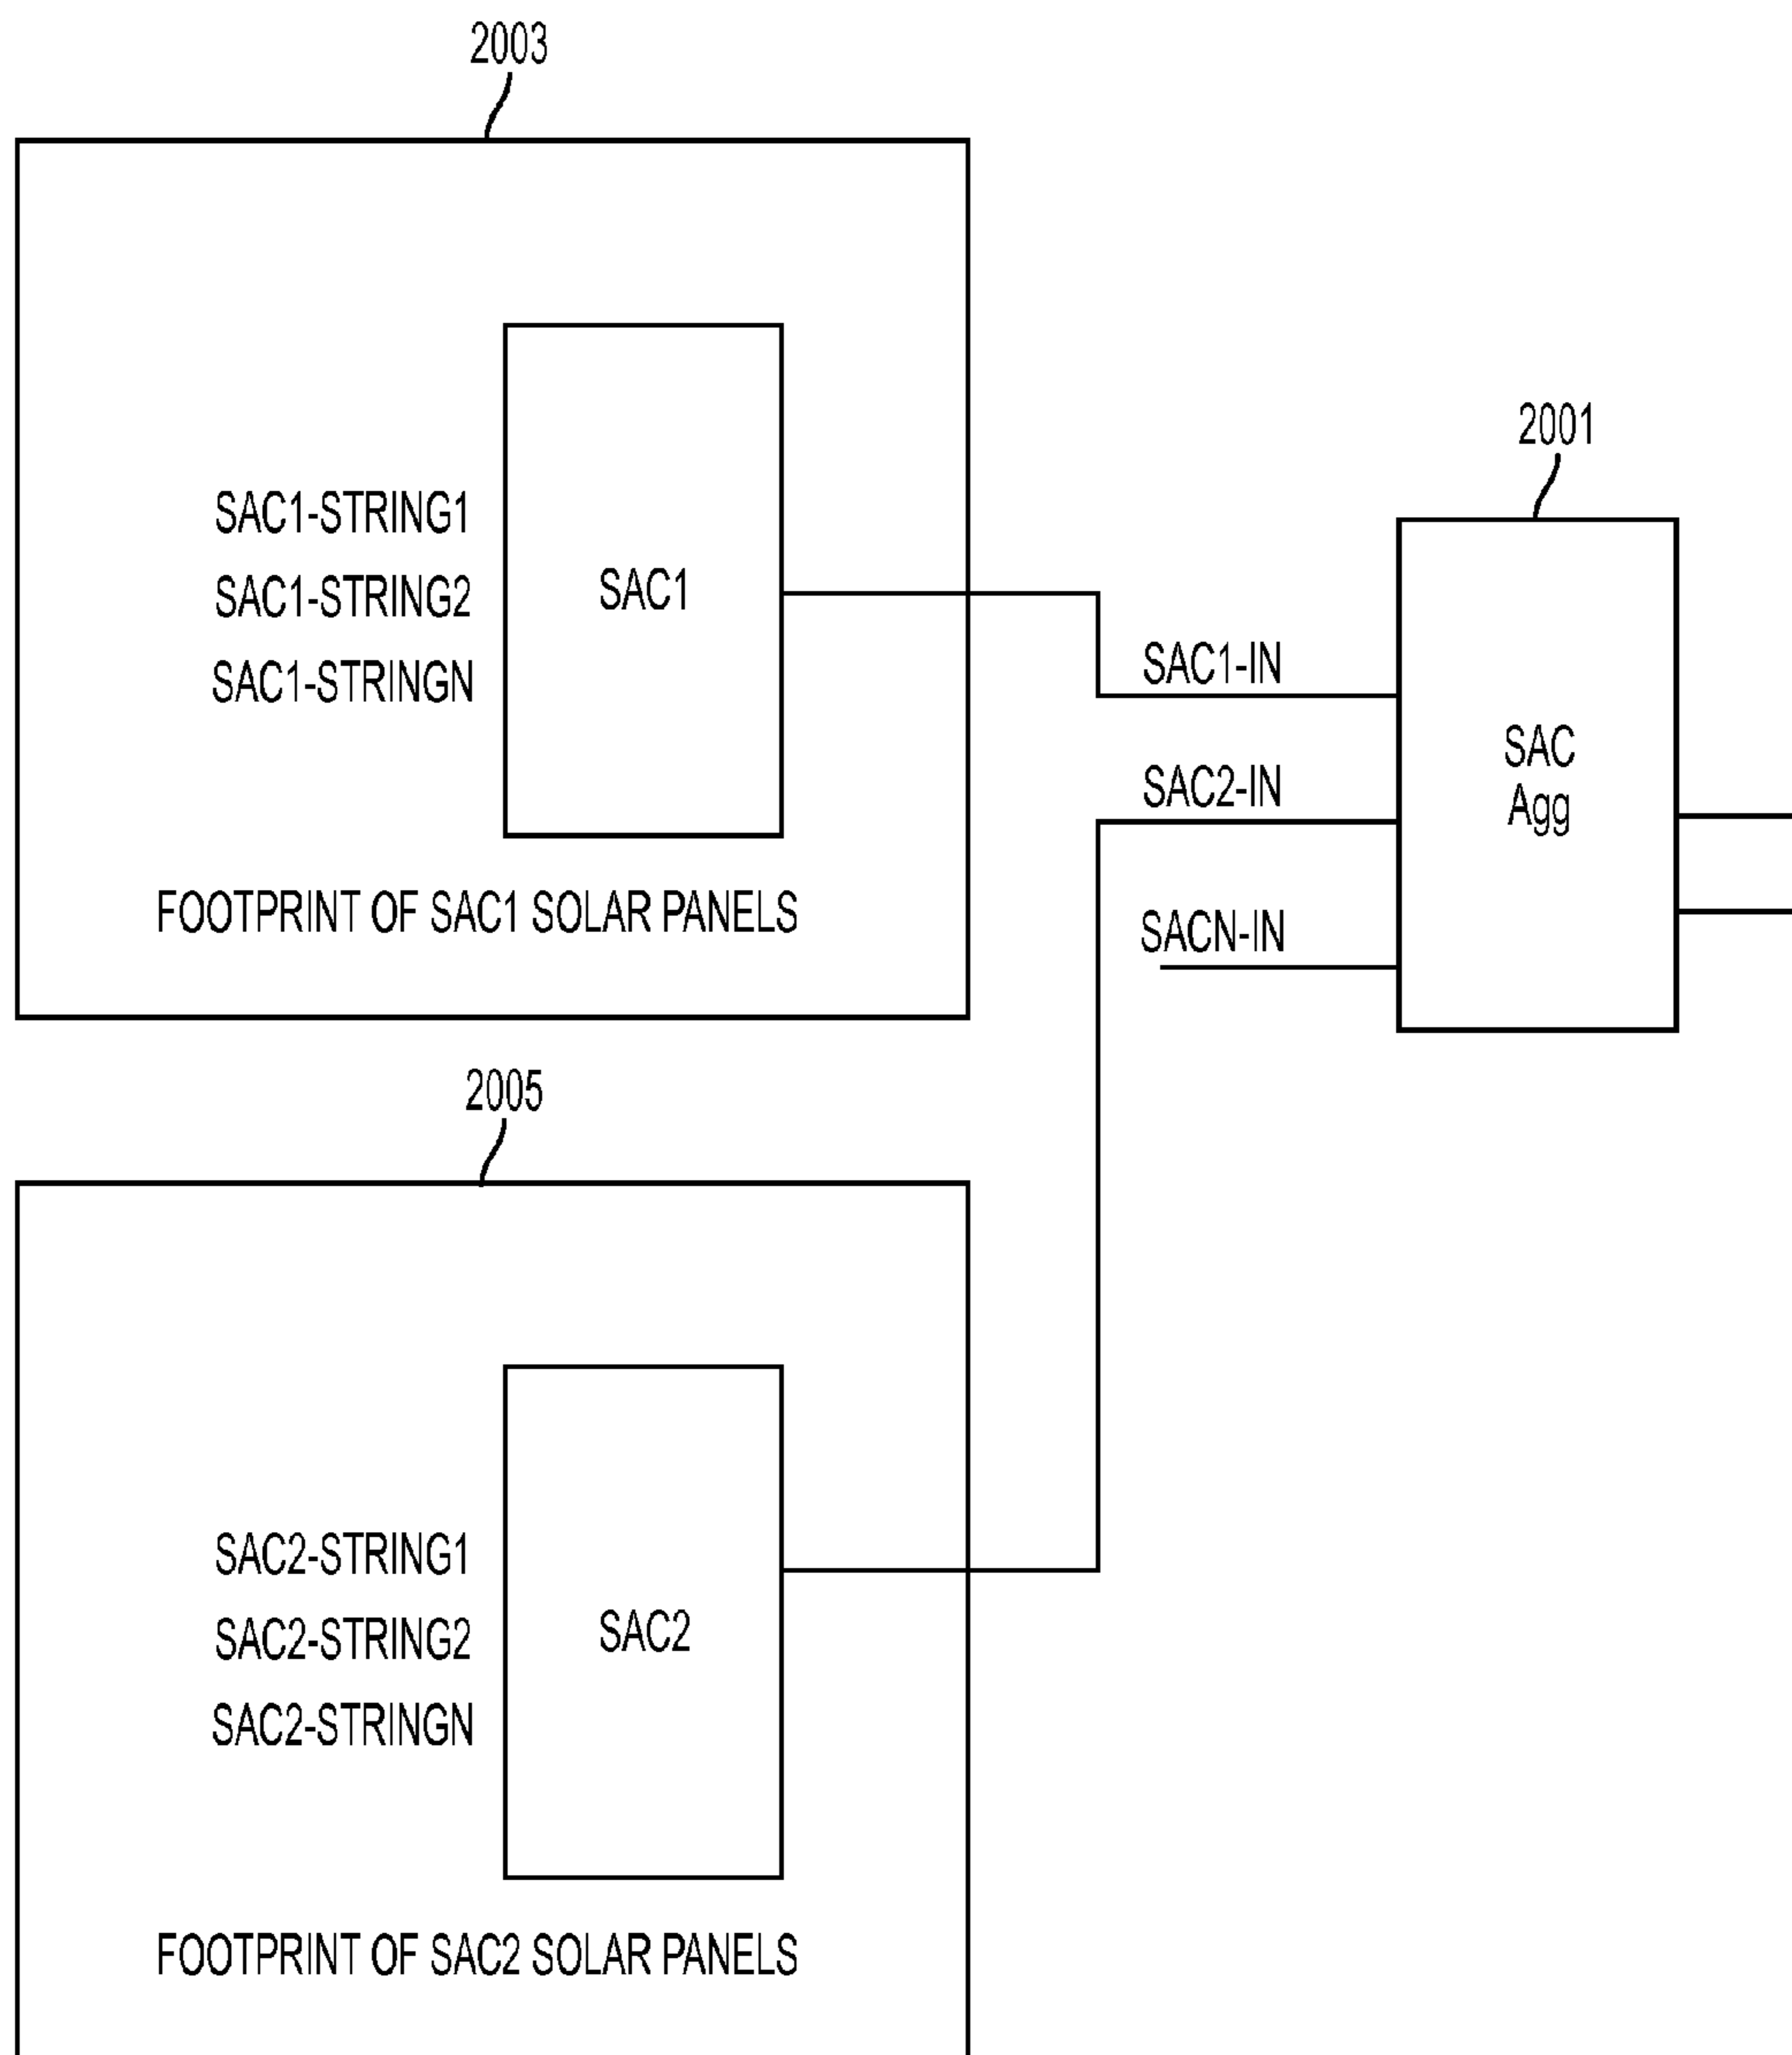 2003
SAC1-STRING1
SAC1-STRING2
SAC1-STRINGN
SAC1
FOOTPRINT OF SAC1 SOLAR PANELS
2001
SAC1-IN
SAC2-IN
SACN-IN
SAC
Agg
2005
SAC2-STRING1
SAC2-STRING2
SAC2-STRINGN
SAC2
FOOTPRINT OF SAC2 SOLAR PANELS